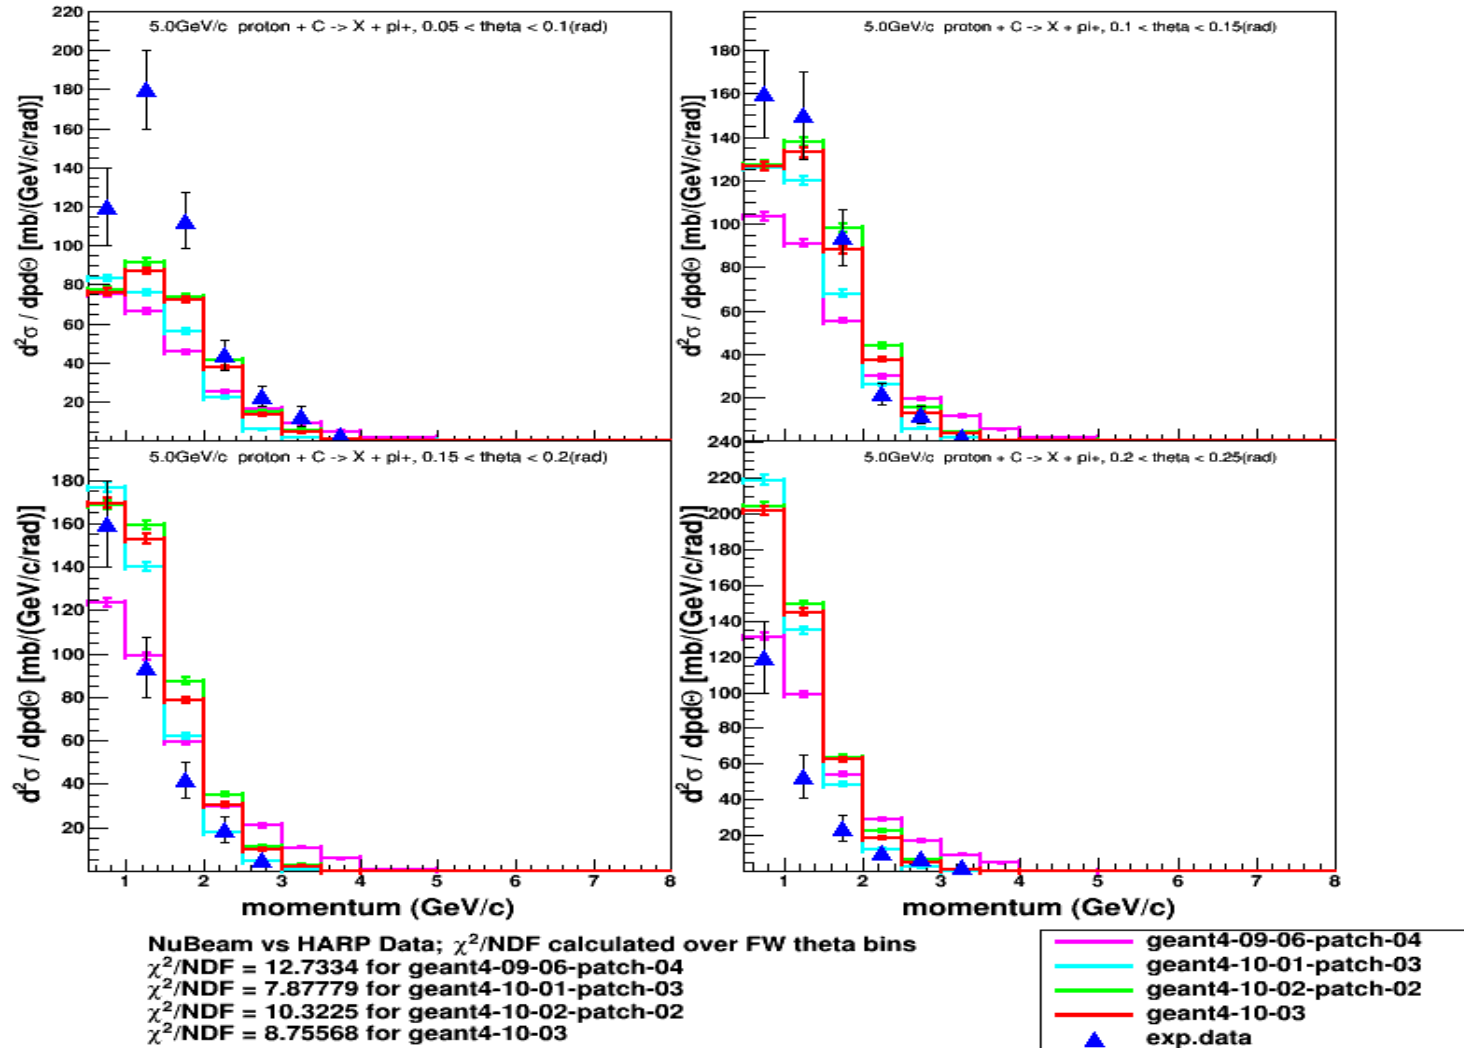 5.0GeV/c proton + C -> X + pi+, 0.05 < theta < 0.1(rad)
220
200
180
160
140
120
100
80
60
40
20
d²σ / dpdΘ [mb/(GeV/c/rad)]
5.0GeV/c proton + C -> X + pi+, 0.1 < theta < 0.15(rad)
180
160
140
120
100
80
60
40
20
d²σ / dpdΘ [mb/(GeV/c/rad)]
5.0GeV/c proton + C -> X + pi+, 0.15 < theta < 0.2(rad)
180
160
140
120
100
80
60
40
20
d²σ / dpdΘ [mb/(GeV/c/rad)]
1 2 3 4 5 6 7 8
momentum (GeV/c)
5.0GeV/c proton + C -> X + pi+, 0.2 < theta < 0.25(rad)
240
220
200
180
160
140
120
100
80
60
40
20
d²σ / dpdΘ [mb/(GeV/c/rad)]
1 2 3 4 5 6 7 8
momentum (GeV/c)
NuBeam vs HARP Data; χ²/NDF calculated over FW theta bins
χ²/NDF = 12.7334 for geant4-09-06-patch-04
χ²/NDF = 7.87779 for geant4-10-01-patch-03
χ²/NDF = 10.3225 for geant4-10-02-patch-02
χ²/NDF = 8.75568 for geant4-10-03
geant4-09-06-patch-04
geant4-10-01-patch-03
geant4-10-02-patch-02
geant4-10-03
exp.data